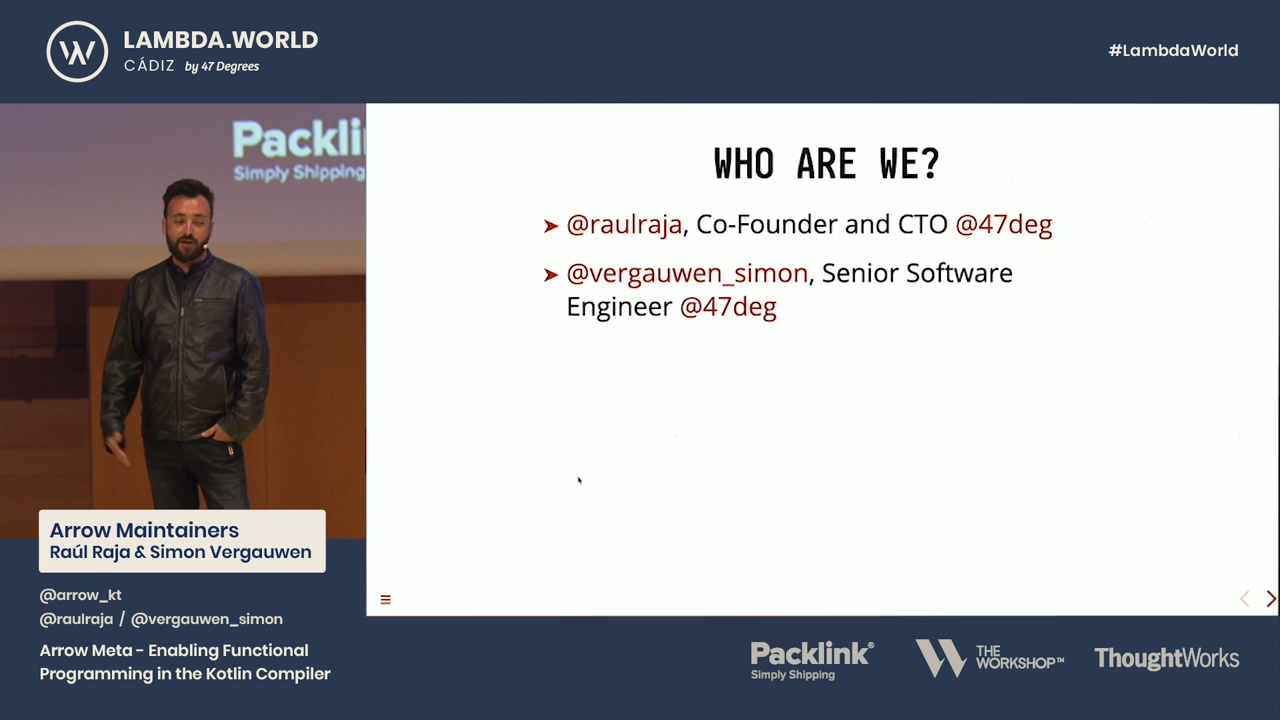 LAMBDA.WORLD
CÁDIZ by 47 Degrees
#LambdaWorld
Packli
Simply Shipping
WHO ARE WE?
➤ @raulraja, Co-Founder and CTO @47deg
➤ @vergauwen_simon, Senior Software
Engineer @47deg
Arrow Maintainers
Raúl Raja & Simon Vergauwen
@arrow_kt
@raulraja / @vergauwen_simon
Arrow Meta - Enabling Functional
Programming in the Kotlin Compiler
Packlink®
Simply Shipping
THE
WORKSHOP™
ThoughtWorks